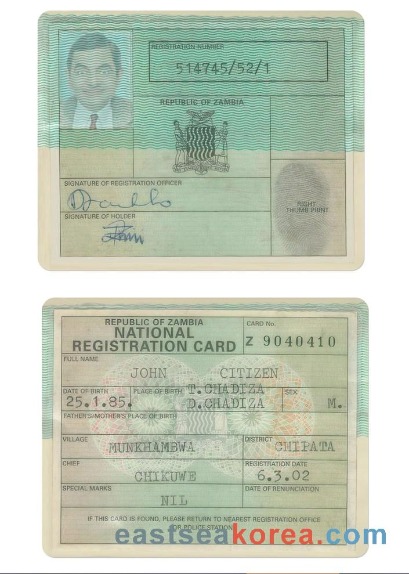 REGISTRATION NUMBER
514745/52/1
REPUBLIC OF ZAMBIA
SIGNATURE OF REGISTRATION OFFICER
SIGNATURE OF HOLDER
RIGHT
THUMB PRINT
REPUBLIC OF ZAMBIA
NATIONAL
REGISTRATION CARD
CARD No.
Z 9040410
FULL NAME
JOHN CITIZEN
DATE OF BIRTH
25.1.85.
PLACE OF BIRTH
T.CHADIZA
D.CHADIZA
SEX
M.
FATHER'S/MOTHER'S PLACE OF BIRTH
VILLAGE
MUNKHAMBWA
DISTRICT
CHIPATA
CHIEF
CHIKUWE
REGISTRATION DATE
6.3.02
SPECIAL MARKS
NIL
DATE OF RENUNCIATION
IF THIS CARD IS FOUND, PLEASE RETURN TO NEAREST REGISTRATION OFFICE
OR POLICE STATION
eastseakorea.com